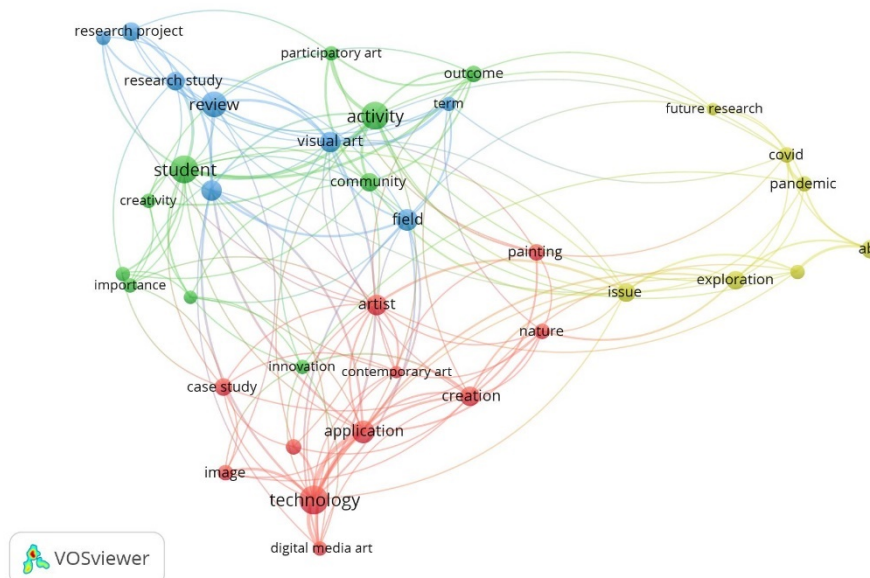 research project
participatory art
outcome
research study
review
term
activity
future research
visual art
covid
student
community
pandemic
creativity
field
painting
ab
importance
issue
exploration
artist
nature
innovation
contemporary art
case study
creation
application
image
technology
digital media art
VOSviewer